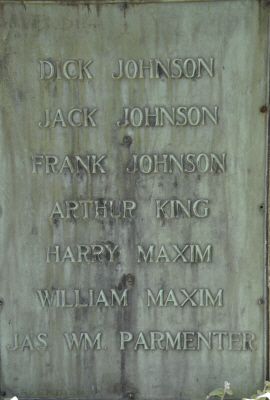 DICK JOHNSON
JACK JOHNSON
FRANK JOHNSON
ARTHUR KING
HARRY MAXIM
WILLIAM MAXIM
JAS WM. PARMENTER